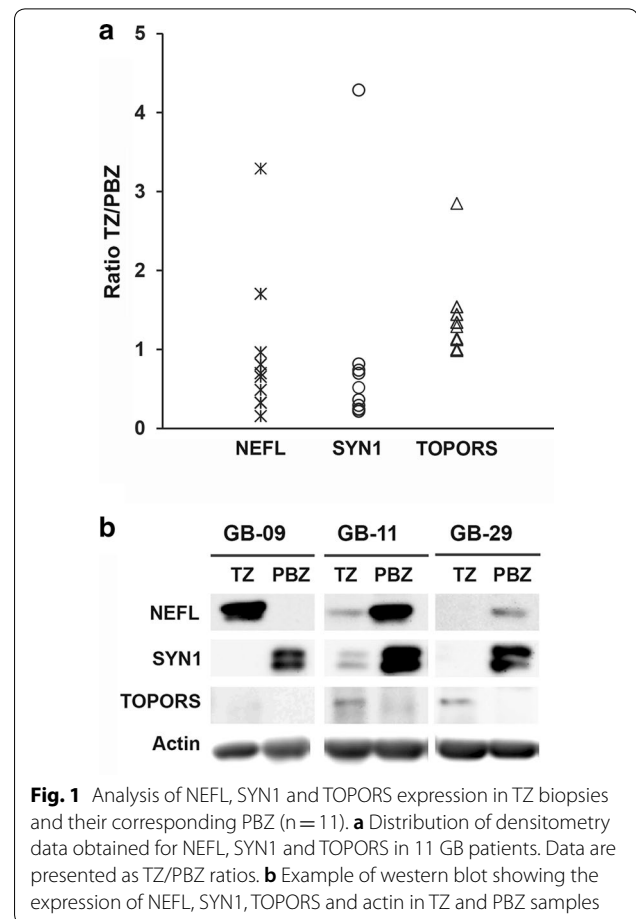 a
5
4
3
2
1
0
Ratio TZ/PBZ
NEFL SYN1 TOPORS
b
GB-09 GB-11 GB-29
TZ PBZ TZ PBZ TZ PBZ
NEFL
SYN1
TOPORS
Actin
Fig. 1 Analysis of NEFL, SYN1 and TOPORS expression in TZ biopsies
and their corresponding PBZ (n = 11). a Distribution of densitometry
data obtained for NEFL, SYN1 and TOPORS in 11 GB patients. Data are
presented as TZ/PBZ ratios. b Example of western blot showing the
expression of NEFL, SYN1, TOPORS and actin in TZ and PBZ samples